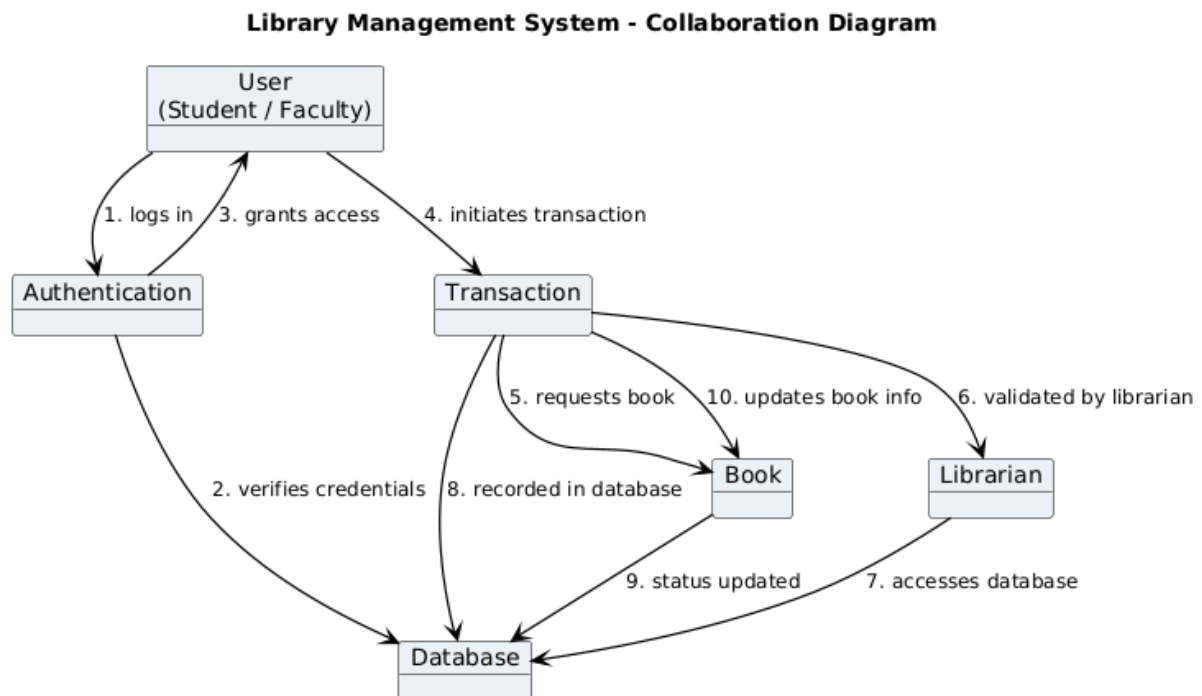 Library Management System - Collaboration Diagram
User
(Student / Faculty)
1. logs in
3. grants access
4. initiates transaction
Authentication
Transaction
5. requests book
10. updates book info
6. validated by librarian
Book
Librarian
2. verifies credentials
8. recorded in database
9. status updated
7. accesses database
Database